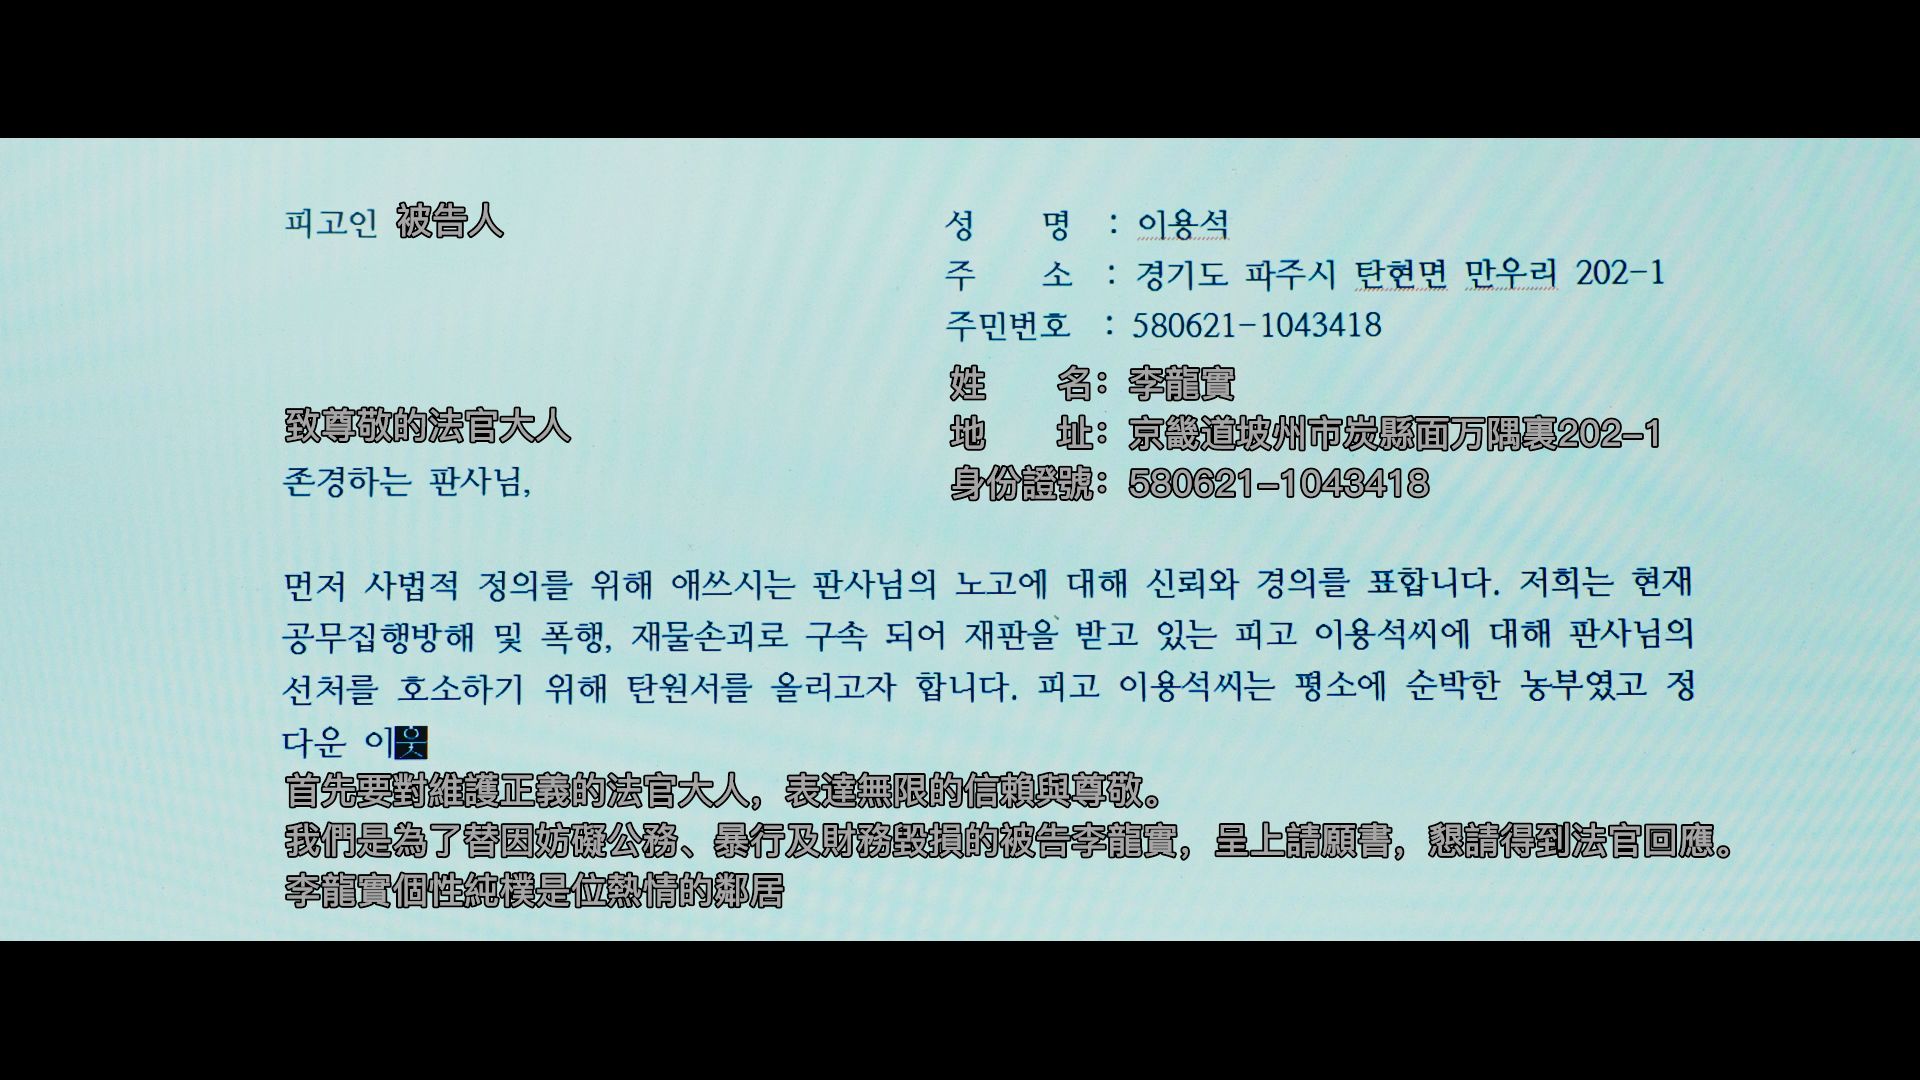 피고인 被告人
성 명 : 이용석
주 소 : 경기도 파주시 탄현면 만우리 202-1
주민번호 : 580621-1043418
姓 名：李龍實
地 址：京畿道坡州市炭縣面万隅裏202-1
身份證號：580621-1043418
致尊敬的法官大人
존경하는 판사님,
먼저 사법적 정의를 위해 애쓰시는 판사님의 노고에 대해 신뢰와 경의를 표합니다. 저희는 현재
공무집행방해 및 폭행, 재물손괴로 구속 되어 재판을 받고 있는 피고 이용석씨에 대해 판사님의
선처를 호소하기 위해 탄원서를 올리고자 합니다. 피고 이용석씨는 평소에 순박한 농부였고 정
다운 이웃
首先要對維護正義的法官大人，表達無限的信賴與尊敬。
我們是為了替因妨礙公務、暴行及財務毀損的被告李龍實，呈上請願書，懇請得到法官回應。
李龍實個性純樸是位熱情的鄰居